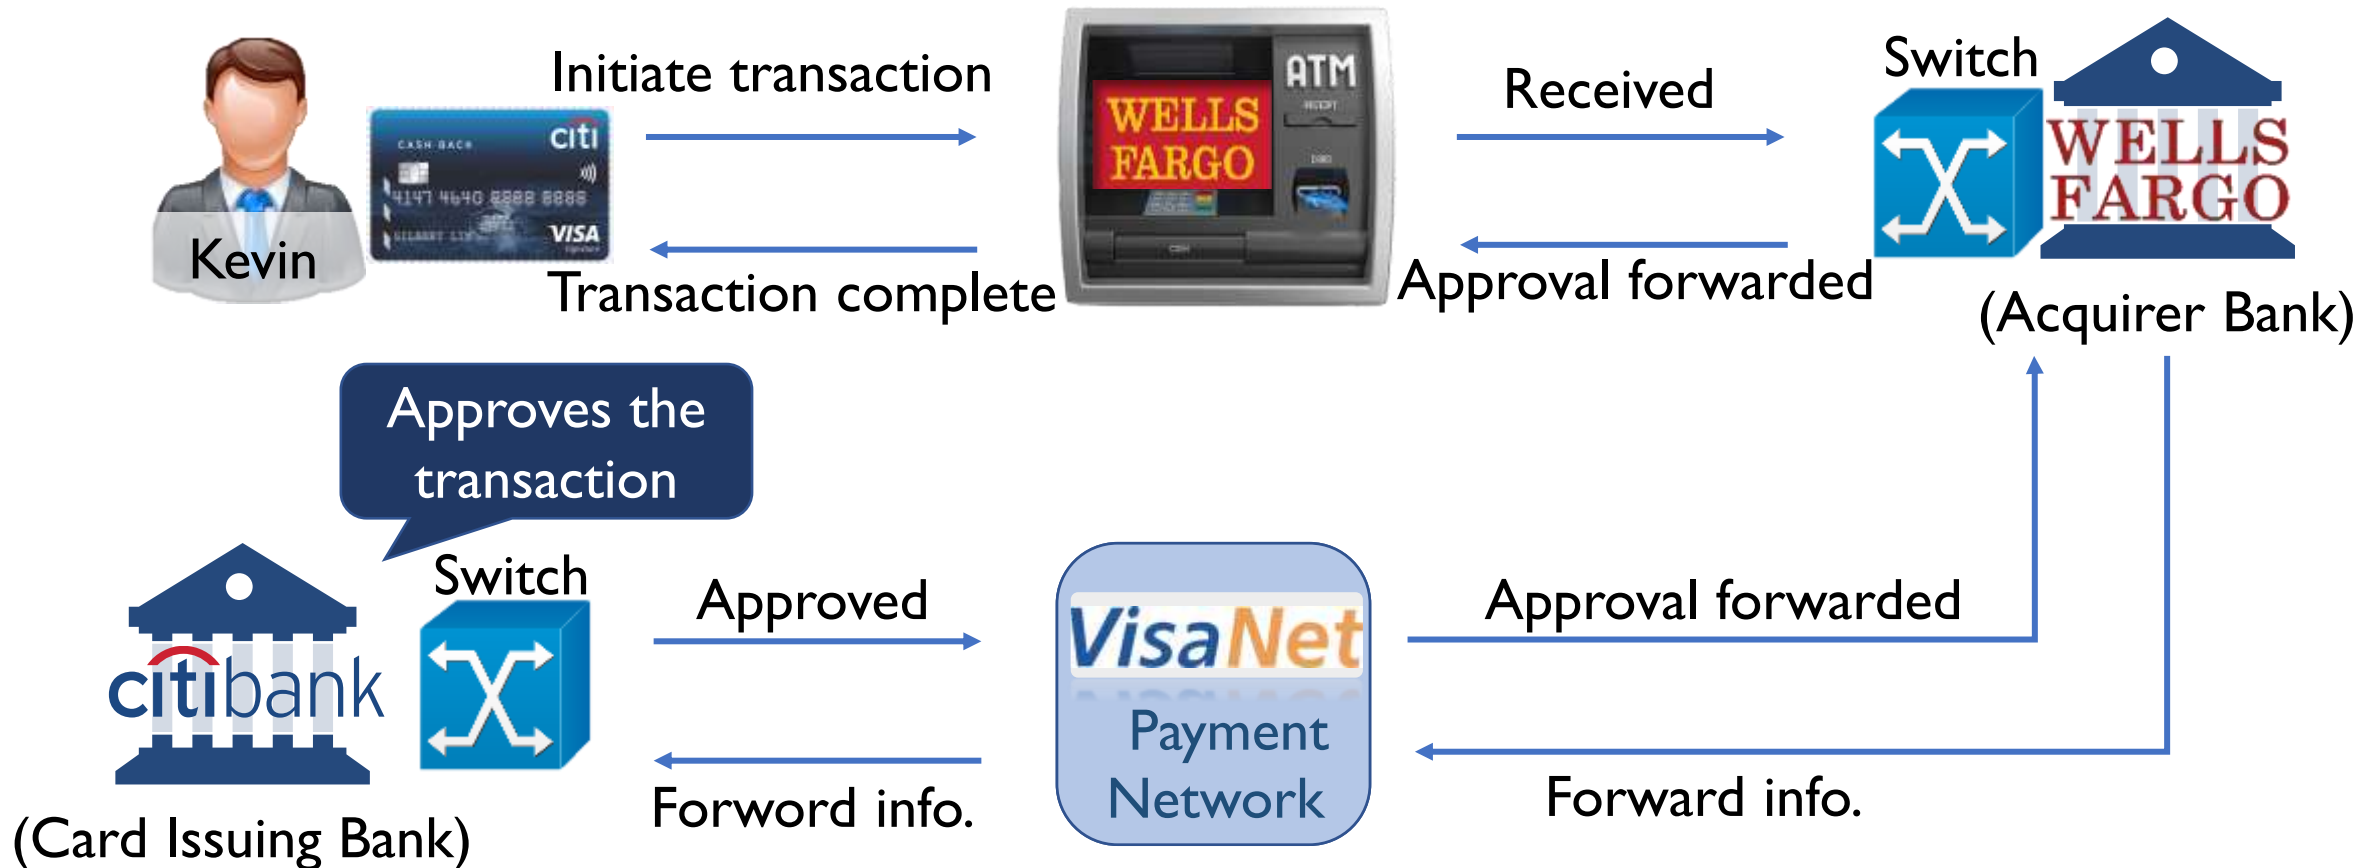 Initiate transaction
ATM
RECEIPT
Received
Switch
WELLS
FARGO
CASH BACK
citi
4147 4640 8888 8888
VISA
Kevin
WELLS
FARGO
Transaction complete
Approval forwarded
(Acquirer Bank)
Approves the
transaction
Switch
Approved
VisaNet
Approval forwarded
citibank
Payment
Network
Forword info.
Forward info.
(Card Issuing Bank)